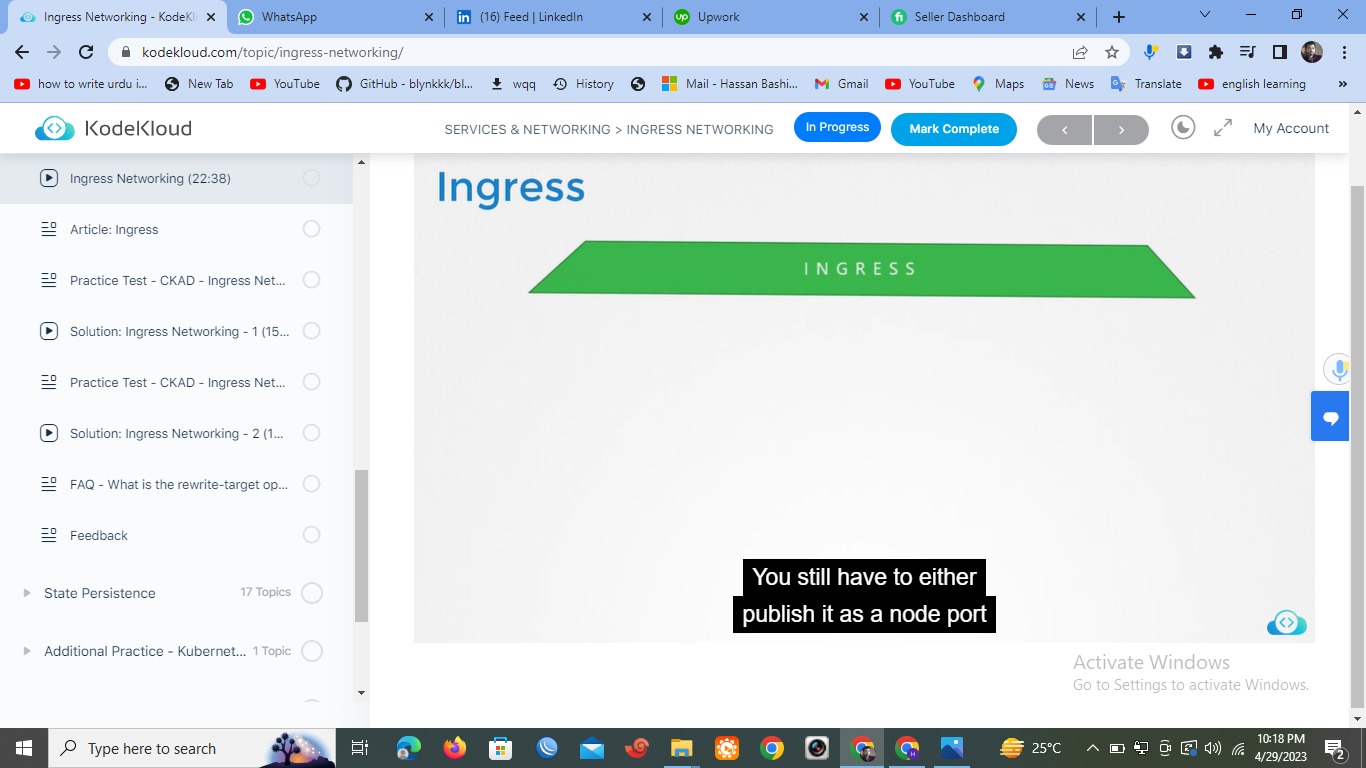 Ingress Networking - KodeKl
WhatsApp
(16) Feed | LinkedIn
Upwork
Seller Dashboard
kodekloud.com/topic/ingress-networking/
how to write urdu i...
New Tab
YouTube
GitHub - blynkkk/bl...
wqq
History
Mail - Hassan Bashi...
Gmail
YouTube
Maps
News
Translate
english learning
»
KodeKloud
SERVICES & NETWORKING > INGRESS NETWORKING
In Progress
Mark Complete
<
>
My Account
Ingress Networking (22:38)
Article: Ingress
Practice Test - CKAD - Ingress Net...
Solution: Ingress Networking - 1 (15...
Practice Test - CKAD - Ingress Net...
Solution: Ingress Networking - 2 (1...
FAQ - What is the rewrite-target op...
Feedback
State Persistence
17 Topics
Additional Practice - Kubernet...
1 Topic
Ingress
INGRESS
You still have to either
publish it as a node port
Activate Windows
Go to Settings to activate Windows.
Type here to search
25°C
10:18 PM
4/29/2023
2